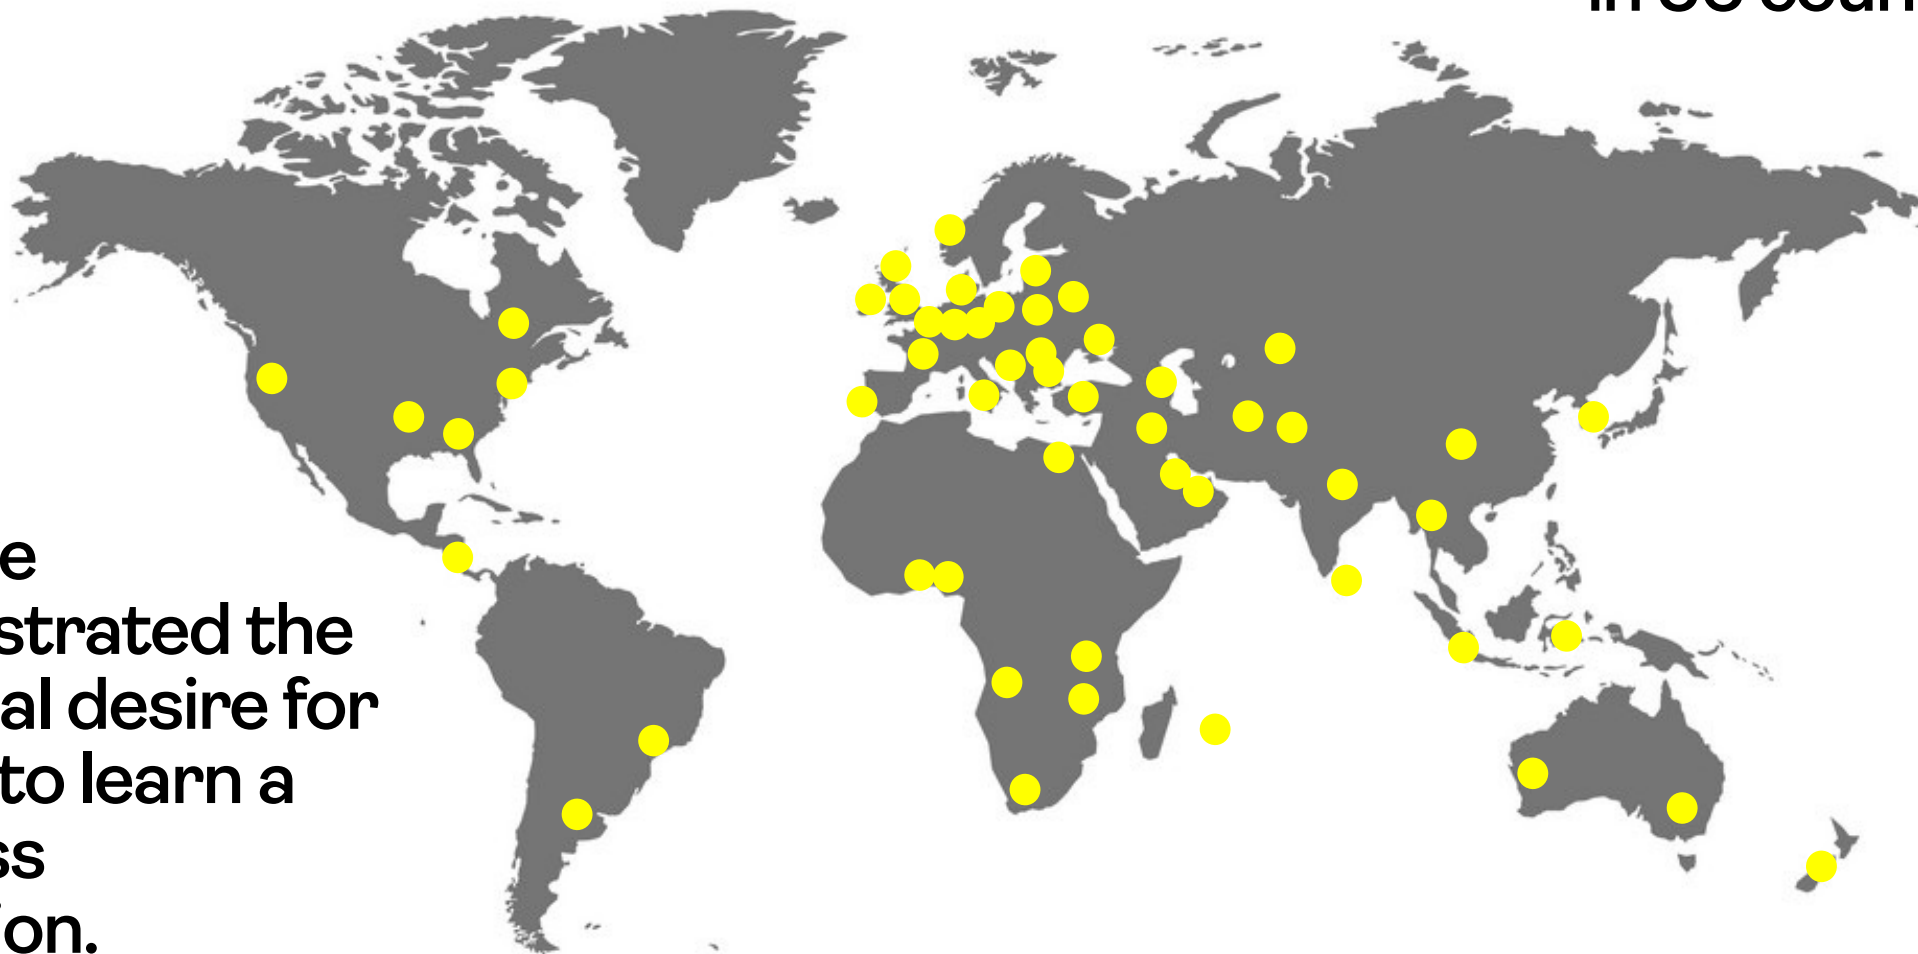 e
strated the
al desire for
to learn a
ss
on.